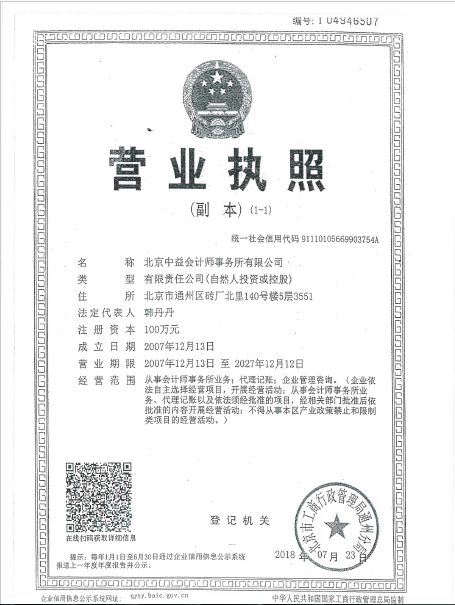 编号: 1 04946507
营业执照
(副 本) (1-1)
统一社会信用代码 91110105669903754A
名 称 北京中益会计师事务所有限公司
类 型 有限责任公司(自然人投资或控股)
住 所 北京市通州区砖厂北里140号楼5层3551
法定代表人 韩丹丹
注册资本 100万元
成立日期 2007年12月13日
营业期限 2007年12月13日 至 2027年12月12日
经营范围 从事会计师事务所业务；代理记账；企业管理咨询。（企业依
法自主选择经营项目，开展经营活动；从事会计师事务所业
务、代理记账以及依法须经批准的项目，经相关部门批准后依
批准的内容开展经营活动；不得从事本区产业政策禁止和限制
类项目的经营活动。）
在线扫码获取详细信息
登记机关
北京市工商行政管理局通州分局
2018年 07月 23日
提示：每年1月1日至6月30日通过企业信用信息公示系统
报送上一年度年度报告并公示。
企业信用信息公示系统网址： qyxy.baic.gov.cn
中华人民共和国国家工商行政管理总局监制